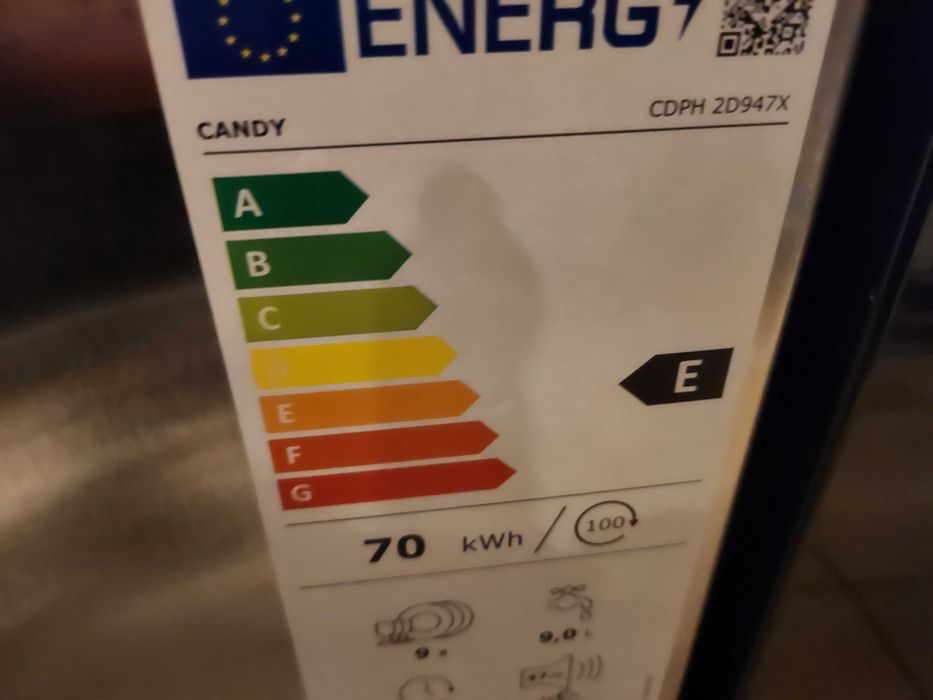 ENERG
CANDY
CDPH 2D947X
A
B
C
D
E
E
F
G
70 kWh / 100
9 x
9,0 L